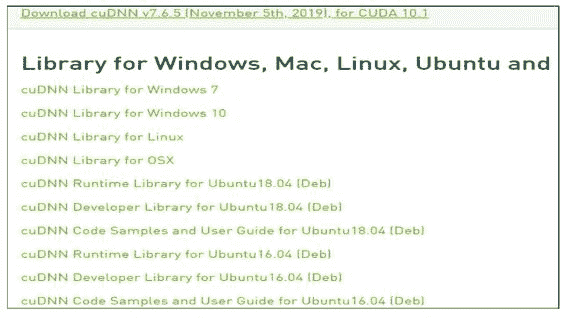 Download cuDNN v7.6.5 (November 5th, 2019), for CUDA 10.1
Library for Windows, Mac, Linux, Ubuntu and
cuDNN Library for Windows 7
cuDNN Library for Windows 10
cuDNN Library for Linux
cuDNN Library for OSX
cuDNN Runtime Library for Ubuntu18.04 (Deb)
cuDNN Developer Library for Ubuntu18.04 (Deb)
cuDNN Code Samples and User Guide for Ubuntu18.04 (Deb)
cuDNN Runtime Library for Ubuntu16.04 (Deb)
cuDNN Developer Library for Ubuntu16.04 (Deb)
cuDNN Code Samples and User Guide for Ubuntu16.04 (Deb)